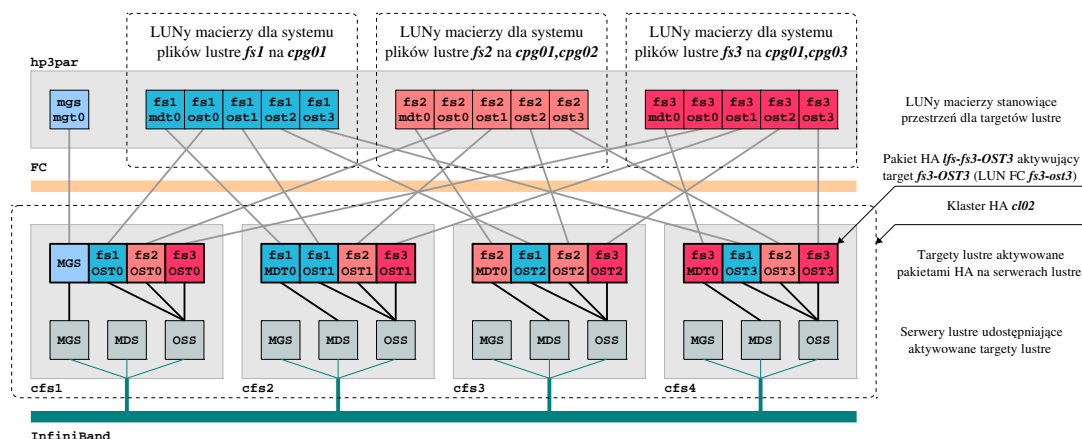 LUNy macierzy dla systemu
plików lustre fs1 na cpg01
LUNy macierzy dla systemu
plików lustre fs2 na cpg01,cpg02
LUNy macierzy dla systemu
plików lustre fs3 na cpg01,cpg03
hp3par
mgs
mgt0
fs1 fs1 fs1 fs1 fs1
mdt0 ost0 ost1 ost2 ost3
fs2 fs2 fs2 fs2 fs2
mdt0 ost0 ost1 ost2 ost3
fs3 fs3 fs3 fs3 fs3
mdt0 ost0 ost1 ost2 ost3
LUNy macierzy stanowiące
przestrzeń dla targetów lustre
FC
Pakiet HA lfs-fs3-OST3 aktywujący
target fs3-OST3 (LUN FC fs3-ost3)
Klaster HA cl02
MGS
fs1 fs2 fs3
OST0 OST0 OST0
fs1 fs1 fs2 fs3
MDT0 OST1 OST1 OST1
fs2 fs1 fs2 fs3
MDT0 OST2 OST2 OST2
fs3 fs1 fs2 fs3
MDT0 OST3 OST3 OST3
Targety lustre aktywowane
pakietami HA na serwerach lustre
MGS MDS OSS
MGS MDS OSS
MGS MDS OSS
MGS MDS OSS
Serwery lustre udostępniające
aktywowane targety lustre
cfs1
cfs2
cfs3
cfs4
InfiniBand